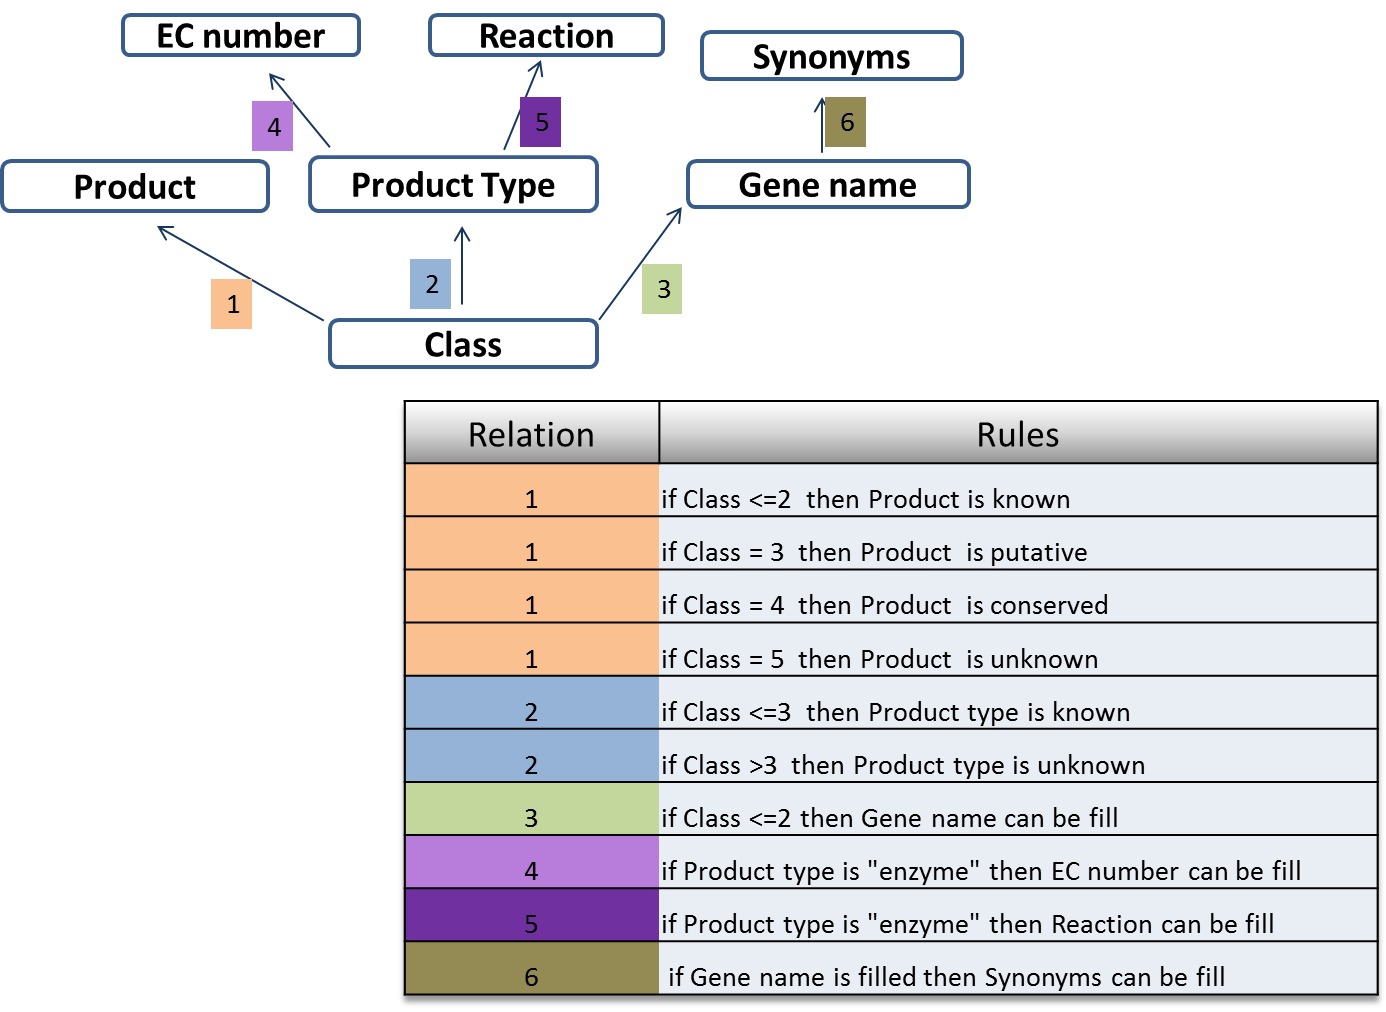 EC number
Reaction
Synonyms
4
5
6
Product
Product Type
Gene name
1
2
3
Class
Relation Rules
1 if Class <=2 then Product is known
1 if Class = 3 then Product is putative
1 if Class = 4 then Product is conserved
1 if Class = 5 then Product is unknown
2 if Class <=3 then Product type is known
2 if Class >3 then Product type is unknown
3 if Class <=2 then Gene name can be fill
4 if Product type is "enzyme" then EC number can be fill
5 if Product type is "enzyme" then Reaction can be fill
6 if Gene name is filled then Synonyms can be fill